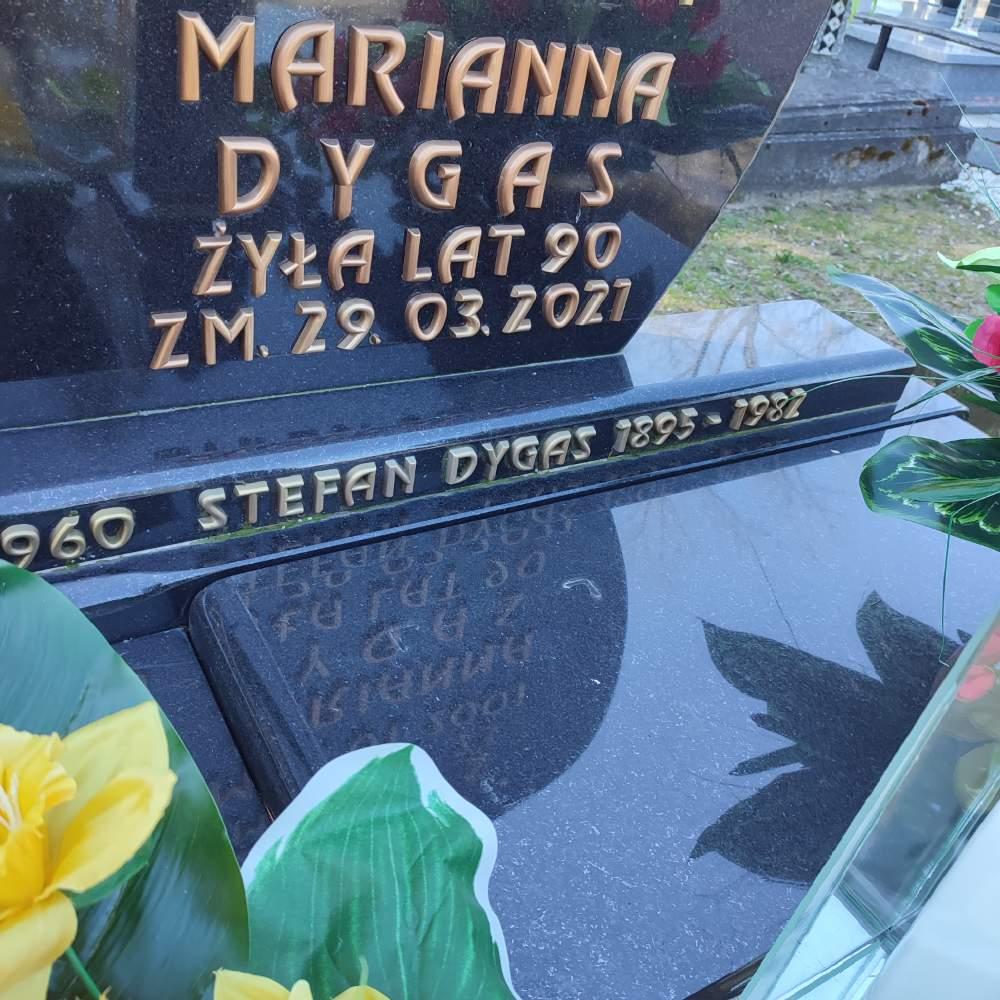 MARIANNA
DYGAS
ŻYŁA LAT 90
ZM. 29. 03. 2021
960 STEFAN DYGAS 1895 - 1982